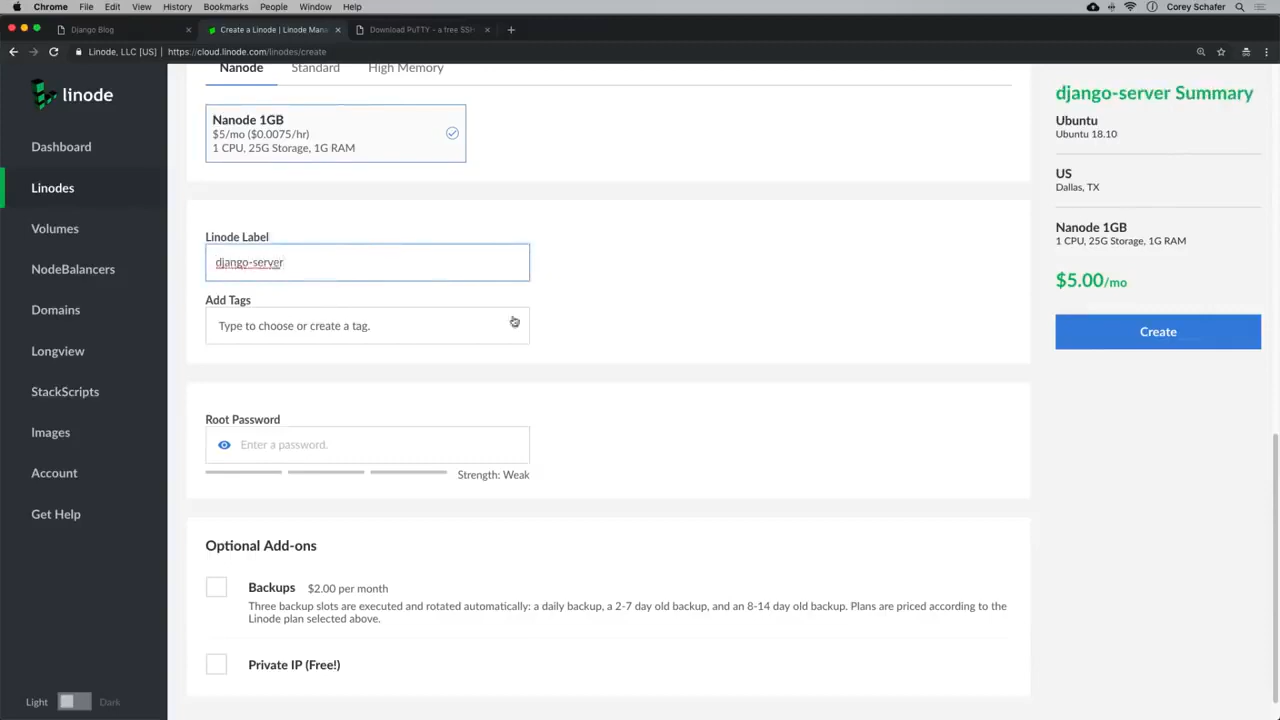 Chrome File Edit View History Bookmarks People Window Help Corey Schafer
Django Blog Create a Linode | Linode Mana Download PuTTY - a free SSH
Linode, LLC [US] | https://cloud.linode.com/linodes/create
linode
Dashboard
Linodes
Volumes
NodeBalancers
Domains
Longview
StackScripts
Images
Account
Get Help
Light Dark
Nanode Standard High Memory
Nanode 1GB
$5/mo ($0.0075/hr)
1 CPU, 25G Storage, 1G RAM
Linode Label
django-server
Add Tags
Type to choose or create a tag.
Root Password
Enter a password.
Strength: Weak
Optional Add-ons
Backups $2.00 per month
Three backup slots are executed and rotated automatically: a daily backup, a 2-7 day old backup, and an 8-14 day old backup. Plans are priced according to the
Linode plan selected above.
Private IP (Free!)
django-server Summary
Ubuntu
Ubuntu 18.10
US
Dallas, TX
Nanode 1GB
1 CPU, 25G Storage, 1G RAM
$5.00/mo
Create